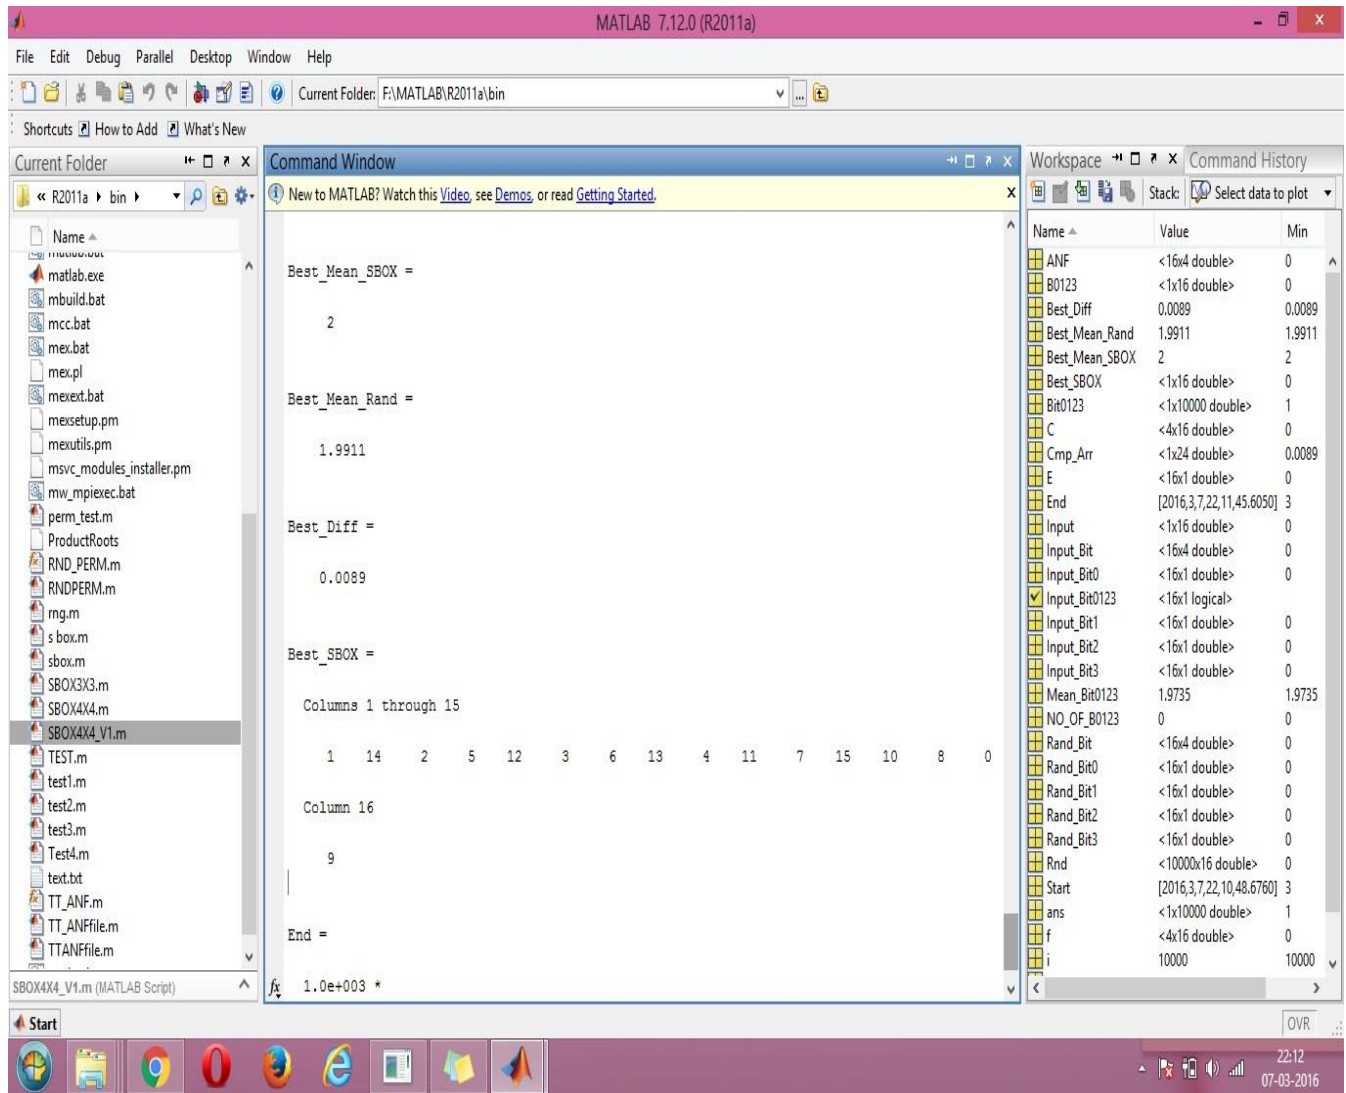 MATLAB 7.12.0 (R2011a)
File Edit Debug Parallel Desktop Window Help
Current Folder: F:\MATLAB\R2011a\bin
Shortcuts How to Add What's New
Current Folder
« R2011a bin
Name
matlab.exe
mbuild.bat
mcc.bat
mex.bat
mex.pl
mexext.bat
mexsetup.pm
mexutils.pm
msvc_modules_installer.pm
mw_mpiexec.bat
perm_test.m
ProductRoots
RND_PERM.m
RNDPERM.m
rng.m
s box.m
sbox.m
SBOX3X3.m
SBOX4X4.m
SBOX4X4_V1.m
TEST.m
test1.m
test2.m
test3.m
Test4.m
text.txt
TT_ANF.m
TT_ANFfile.m
TTANFfile.m
SBOX4X4_V1.m (MATLAB Script)
Command Window
New to MATLAB? Watch this Video, see Demos, or read Getting Started.
Best_Mean_SBOX =
2
Best_Mean_Rand =
1.9911
Best_Diff =
0.0089
Best_SBOX =
Columns 1 through 15
1 14 2 5 12 3 6 13 4 11 7 15 10 8 0
Column 16
9
End =
fx 1.0e+003 *
Workspace Command History
Stack: Select data to plot
Name Value Min
ANF <16x4 double> 0
B0123 <1x16 double> 0
Best_Diff 0.0089 0.0089
Best_Mean_Rand 1.9911 1.9911
Best_Mean_SBOX 2 2
Best_SBOX <1x16 double> 0
Bit0123 <1x10000 double> 1
C <4x16 double> 0
Cmp_Arr <1x24 double> 0.0089
E <16x1 double> 0
End [2016,3,7,22,11,45.6050] 3
Input <1x16 double> 0
Input_Bit <16x4 double> 0
Input_Bit0 <16x1 double> 0
Input_Bit0123 <16x1 logical>
Input_Bit1 <16x1 double> 0
Input_Bit2 <16x1 double> 0
Input_Bit3 <16x1 double> 0
Mean_Bit0123 1.9735 1.9735
NO_OF_B0123 0 0
Rand_Bit <16x4 double> 0
Rand_Bit0 <16x1 double> 0
Rand_Bit1 <16x1 double> 0
Rand_Bit2 <16x1 double> 0
Rand_Bit3 <16x1 double> 0
Rnd <10000x16 double> 0
Start [2016,3,7,22,10,48.6760] 3
ans <1x10000 double> 1
f <4x16 double> 0
i 10000 10000
Start
OVR
22:12
07-03-2016